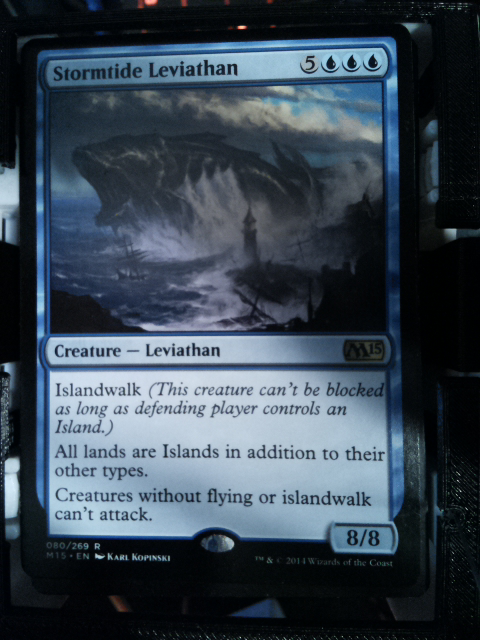 Stormtide Leviathan 5
Creature — Leviathan M15
Islandwalk (This creature can't be blocked
as long as defending player controls an
Island.)
All lands are Islands in addition to their
other types.
Creatures without flying or islandwalk
can't attack.
8/8
080/269 R
M15 • EN KARL KOPINSKI
™ & © 2014 Wizards of the Coast